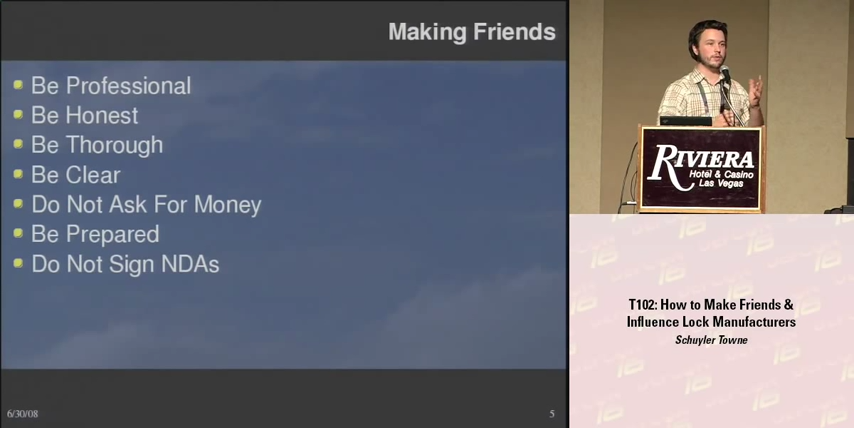 Making Friends
Be Professional
Be Honest
Be Thorough
Be Clear
Do Not Ask For Money
Be Prepared
Do Not Sign NDAs
6/30/08
5
RIVIERA
Hotel & Casino
Las Vegas
T102: How to Make Friends &
Influence Lock Manufacturers
Schuyler Towne